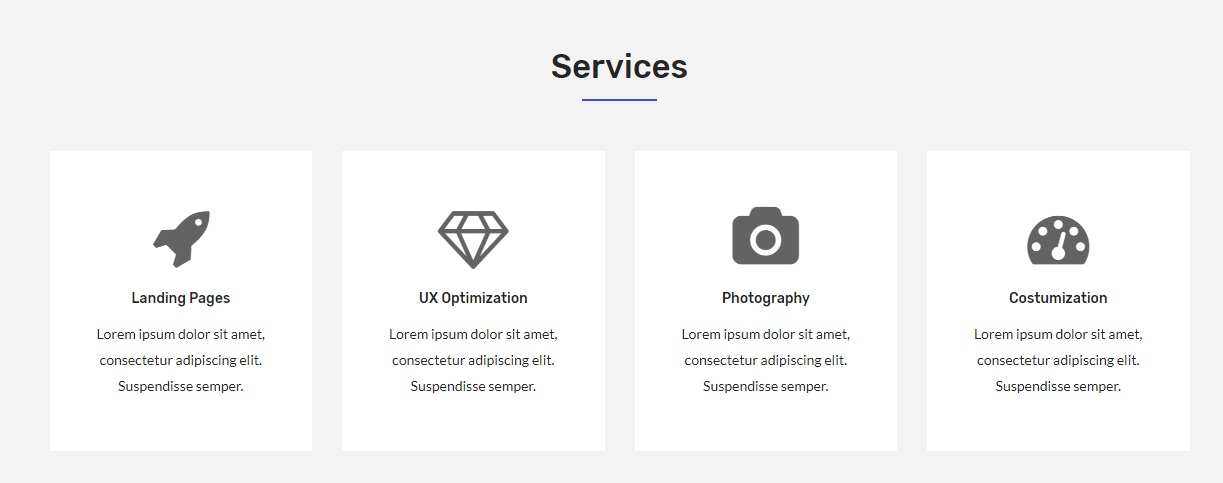 Services
Landing Pages
Lorem ipsum dolor sit amet,
consectetur adipiscing elit.
Suspendisse semper.
UX Optimization
Lorem ipsum dolor sit amet,
consectetur adipiscing elit.
Suspendisse semper.
Photography
Lorem ipsum dolor sit amet,
consectetur adipiscing elit.
Suspendisse semper.
Costumization
Lorem ipsum dolor sit amet,
consectetur adipiscing elit.
Suspendisse semper.